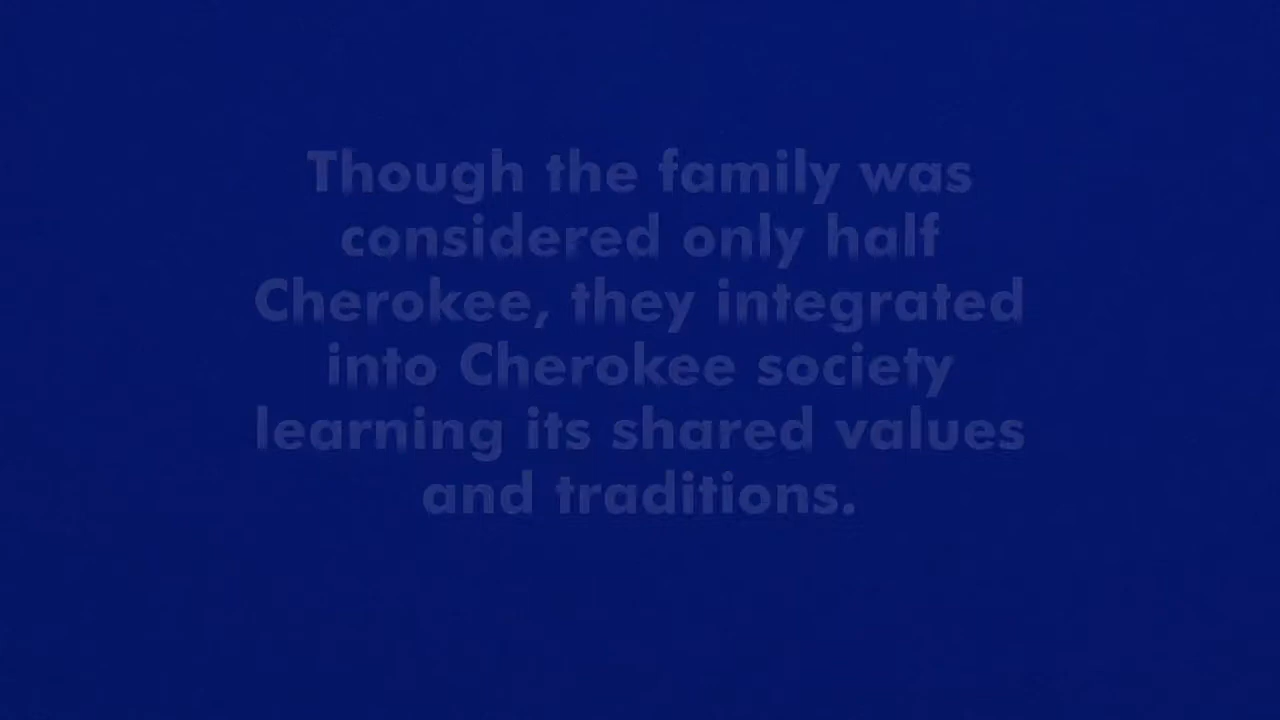 Though the family was
considered only half
Cherokee, they integrated
into Cherokee society
learning its shared values
and traditions.